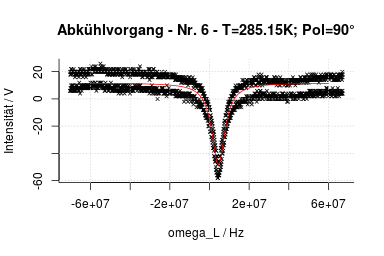 Abkühlvorgang - Nr. 6 - T=285.15K; Pol=90°
Intensität / V
20
0
-20
-60
-6e+07
-2e+07
2e+07
6e+07
omega_L / Hz